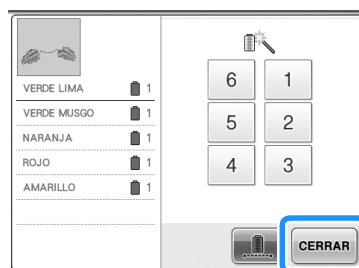 VERDE LIMA 1
VERDE MUSGO 1
NARANJA 1
ROJO 1
AMARILLO 1
6 1
5 2
4 3
CERRAR